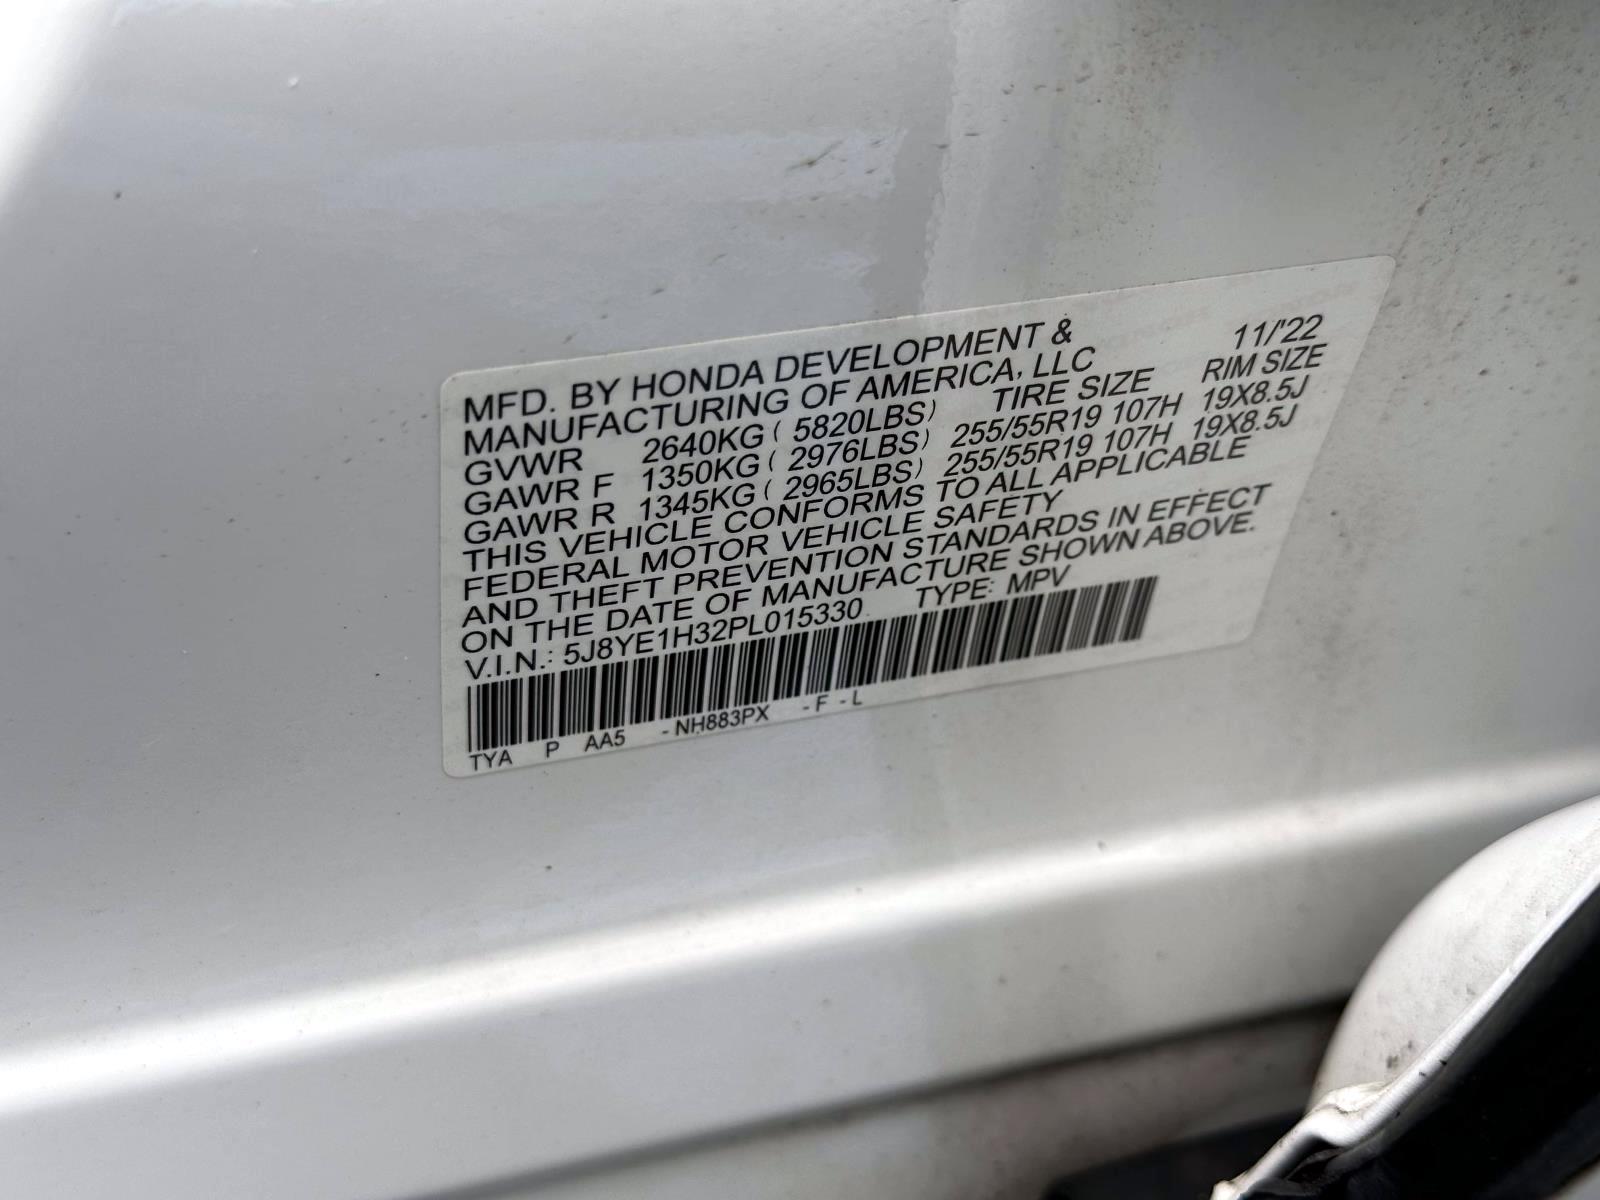 MFD. BY HONDA DEVELOPMENT & 11/'22
MANUFACTURING OF AMERICA, LLC RIM SIZE
TIRE SIZE
GVWR 2640KG ( 5820LBS)
GAWR F 1350KG ( 2976LBS) 255/55R19 107H 19X8.5J
GAWR R 1345KG ( 2965LBS) 255/55R19 107H 19X8.5J
THIS VEHICLE CONFORMS TO ALL APPLICABLE
FEDERAL MOTOR VEHICLE SAFETY
AND THEFT PREVENTION STANDARDS IN EFFECT
ON THE DATE OF MANUFACTURE SHOWN ABOVE.
V.I.N.: 5J8YE1H32PL015330 TYPE: MPV
TYA P AA5 - NH883PX - F - L